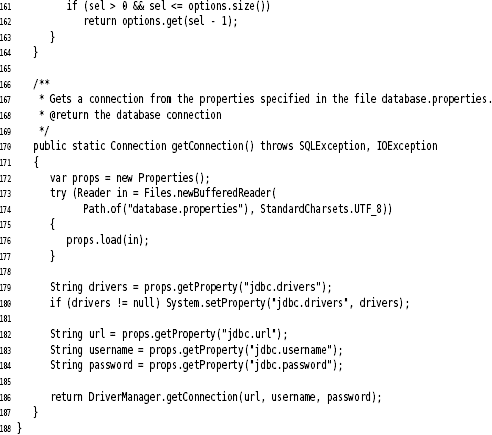 161 if (sel > 0 && sel <= options.size())
162 return options.get(sel - 1);
163 }
164 }
165
166 /**
167 * Gets a connection from the properties specified in the file database.properties.
168 * @return the database connection
169 */
170 public static Connection getConnection() throws SQLException, IOException
171 {
172 var props = new Properties();
173 try (Reader in = Files.newBufferedReader(
174 Path.of("database.properties"), StandardCharsets.UTF_8))
175 {
176 props.load(in);
177 }
178
179 String drivers = props.getProperty("jdbc.drivers");
180 if (drivers != null) System.setProperty("jdbc.drivers", drivers);
181
182 String url = props.getProperty("jdbc.url");
183 String username = props.getProperty("jdbc.username");
184 String password = props.getProperty("jdbc.password");
185
186 return DriverManager.getConnection(url, username, password);
187 }
188 }